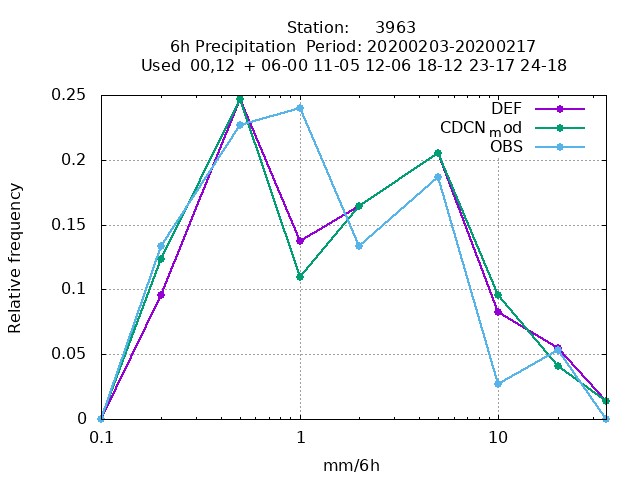 Station:     3963
6h Precipitation  Period: 20200203-20200217
Used  00,12  + 06-00 11-05 12-06 18-12 23-17 24-18
0.25
0.2
0.15
0.1
0.05
0
Relative frequency
DEF
CDCN_mod
OBS
0.1
1
10
mm/6h